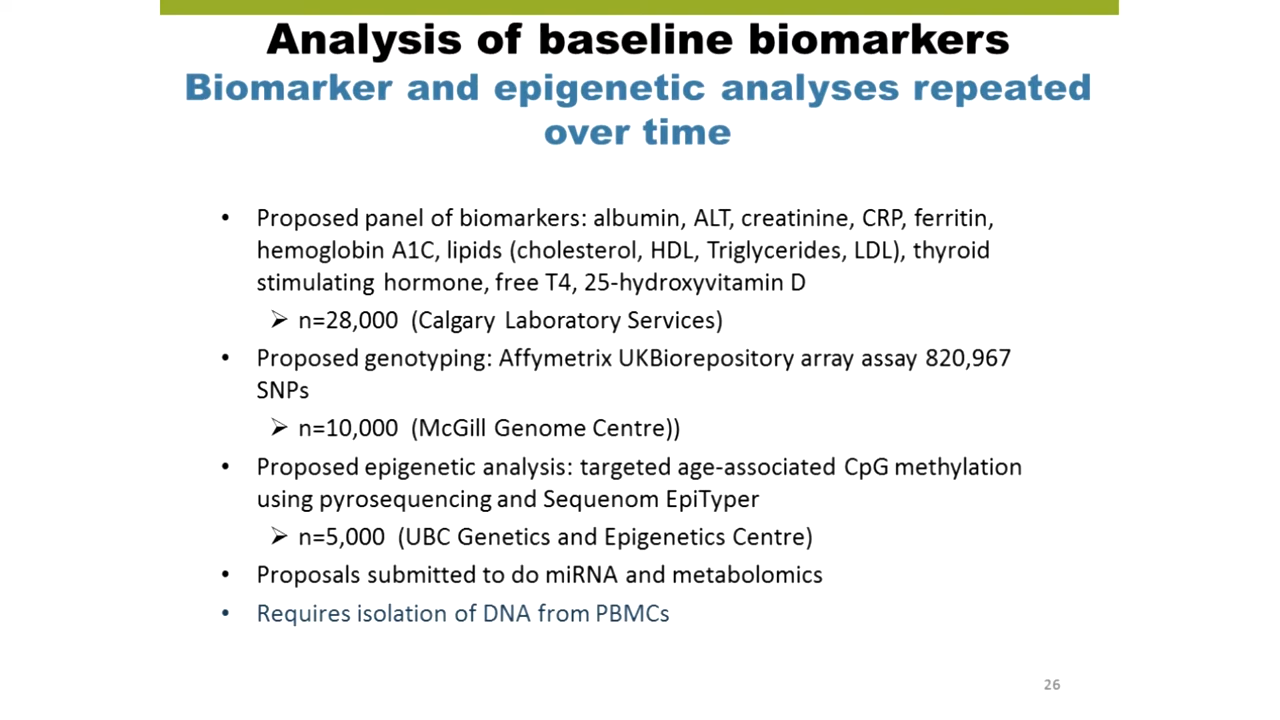 Analysis of baseline biomarkers
Biomarker and epigenetic analyses repeated
over time
• Proposed panel of biomarkers: albumin, ALT, creatinine, CRP, ferritin,
hemoglobin A1C, lipids (cholesterol, HDL, Triglycerides, LDL), thyroid
stimulating hormone, free T4, 25-hydroxyvitamin D
➢ n=28,000 (Calgary Laboratory Services)
• Proposed genotyping: Affymetrix UKBiorepository array assay 820,967
SNPs
➢ n=10,000 (McGill Genome Centre))
• Proposed epigenetic analysis: targeted age-associated CpG methylation
using pyrosequencing and Sequenom EpiTyper
➢ n=5,000 (UBC Genetics and Epigenetics Centre)
• Proposals submitted to do miRNA and metabolomics
• Requires isolation of DNA from PBMCs
26